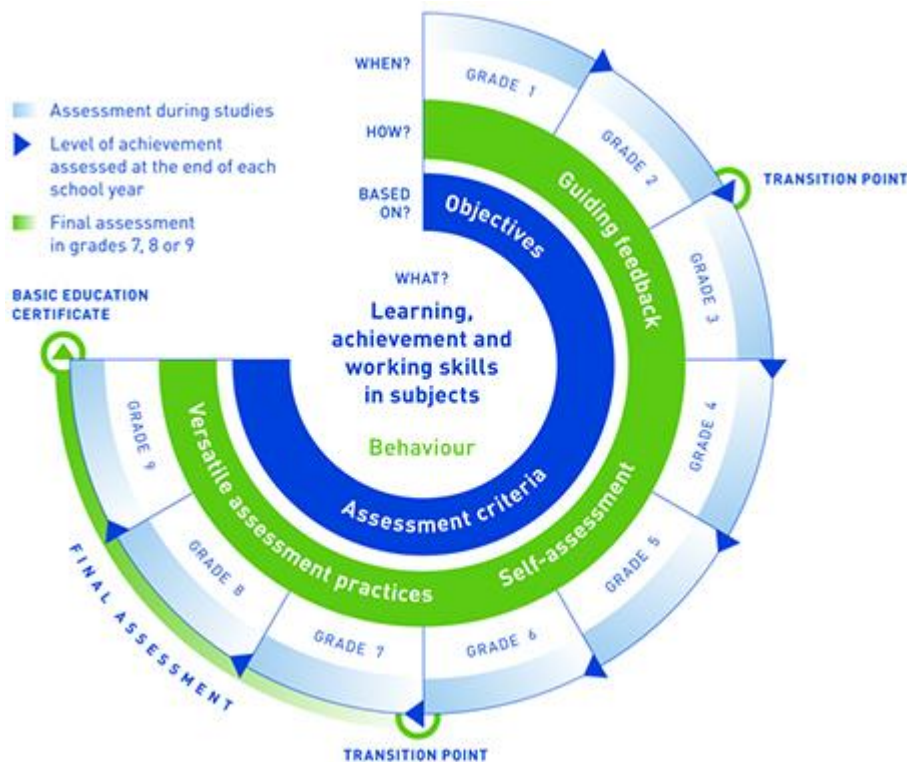 WHEN?
HOW?
BASED
ON?
Assessment during studies
Level of achievement
assessed at the end of each
school year
Final assessment
in grades 7, 8 or 9
BASIC EDUCATION
CERTIFICATE
GRADE 1
GRADE 2
TRANSITION POINT
GRADE 3
GRADE 4
GRADE 5
GRADE 6
GRADE 7
TRANSITION POINT
GRADE 8
GRADE 9
FINAL ASSESSMENT
Guiding feedback
Self-assessment
Versatile assessment practices
Objectives
Assessment criteria
WHAT?
Learning,
achievement and
working skills
in subjects
Behaviour